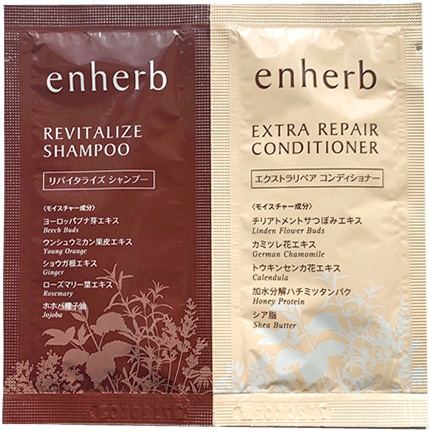 enherb
REVITALIZE
SHAMPOO
リバイタライズ シャンプー
〈モイスチャー成分〉
ヨーロッパブナ芽エキス
Beech Buds
ウンシュウミカン果皮エキス
Young Orange
ショウガ根エキス
Ginger
ローズマリー葉エキス
Rosemary
ホホバ種子油
Jojoba
enherb
EXTRA REPAIR
CONDITIONER
エクストラリペア コンディショナー
〈モイスチャー成分〉
チリアトメントサつぼみエキス
Linden Flower Buds
カミツレ花エキス
German Chamomile
トウキンセンカ花エキス
Calendula
加水分解ハチミツタンパク
Honey Protein
シア脂
Shea Butter